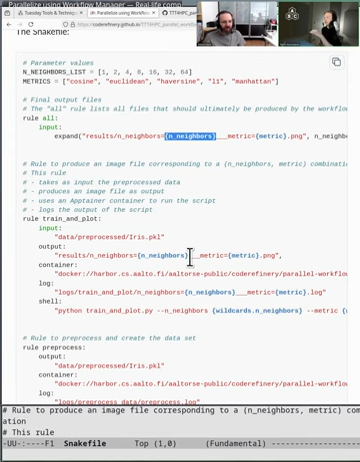 Parallelize using Workflow Manager — Real-life comp
Tuesday Tools & Technique
Parallelize using Workflo
https://coderefinery.github.io/TTT4HPC_parallel_workflo
The Snakefile:
# Parameter values
N_NEIGHBORS_LIST = [1, 2, 4, 8, 16, 32, 64]
METRICS = ["cosine", "euclidean", "haversine", "l1", "manhattan"]
# Final output files
# The "all" rule lists all files that should ultimately be produced by the workflow
rule all:
input:
expand("results/n_neighbors={n_neighbors}___metric={metric}.png", n_neighb
# Rule to produce an image file corresponding to a (n_neighbors, metric) combinatio
# This rule
# - takes as input the preprocessed data
# - produces an image file as output
# - uses an Apptainer container to run the script
# - logs the output of the script
rule train_and_plot:
input:
"data/preprocessed/Iris.pkl"
output:
"results/n_neighbors={n_neighbors}___metric={metric}.png",
container:
"docker://harbor.cs.aalto.fi/aaltorse-public/coderefinery/parallel-workflo
log:
"logs/train_and_plot/n_neighbors={n_neighbors}___metric={metric}.log"
shell:
"python train_and_plot.py --n_neighbors {wildcards.n_neighbors} --metric {w
# Rule to preprocess and create the data set
rule preprocess:
output:
"data/preprocessed/Iris.pkl"
container:
"docker://harbor.cs.aalto.fi/aaltorse-public/coderefinery/parallel-workflo
log:
"logs/preprocess_data/preprocess.log"
# Rule to produce an image file corresponding to a (n_neighbors, metric) com
ation
# This rule
-UU-:----F1 Snakefile Top (1,0) (Fundamental) ------------------